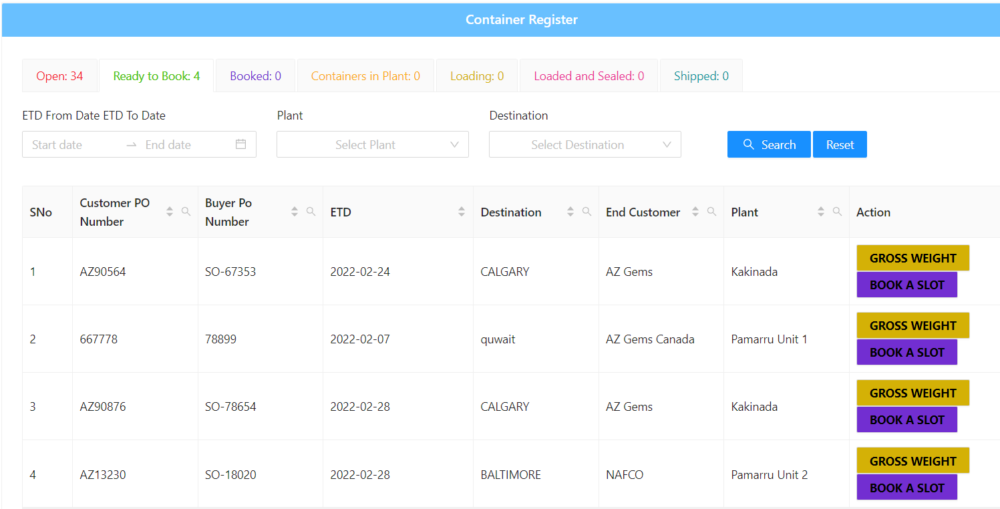 Container Register
Open: 34 Ready to Book: 4 Booked: 0 Containers in Plant: 0 Loading: 0 Loaded and Sealed: 0 Shipped: 0
ETD From Date ETD To Date Plant Destination
Start date End date Select Plant Select Destination Search Reset
SNo Customer PO Number Buyer Po Number ETD Destination End Customer Plant Action
1 AZ90564 SO-67353 2022-02-24 CALGARY AZ Gems Kakinada GROSS WEIGHT
BOOK A SLOT
2 667778 78899 2022-02-07 quwait AZ Gems Canada Pamarru Unit 1 GROSS WEIGHT
BOOK A SLOT
3 AZ90876 SO-78654 2022-02-28 CALGARY AZ Gems Kakinada GROSS WEIGHT
BOOK A SLOT
4 AZ13230 SO-18020 2022-02-28 BALTIMORE NAFCO Pamarru Unit 2 GROSS WEIGHT
BOOK A SLOT